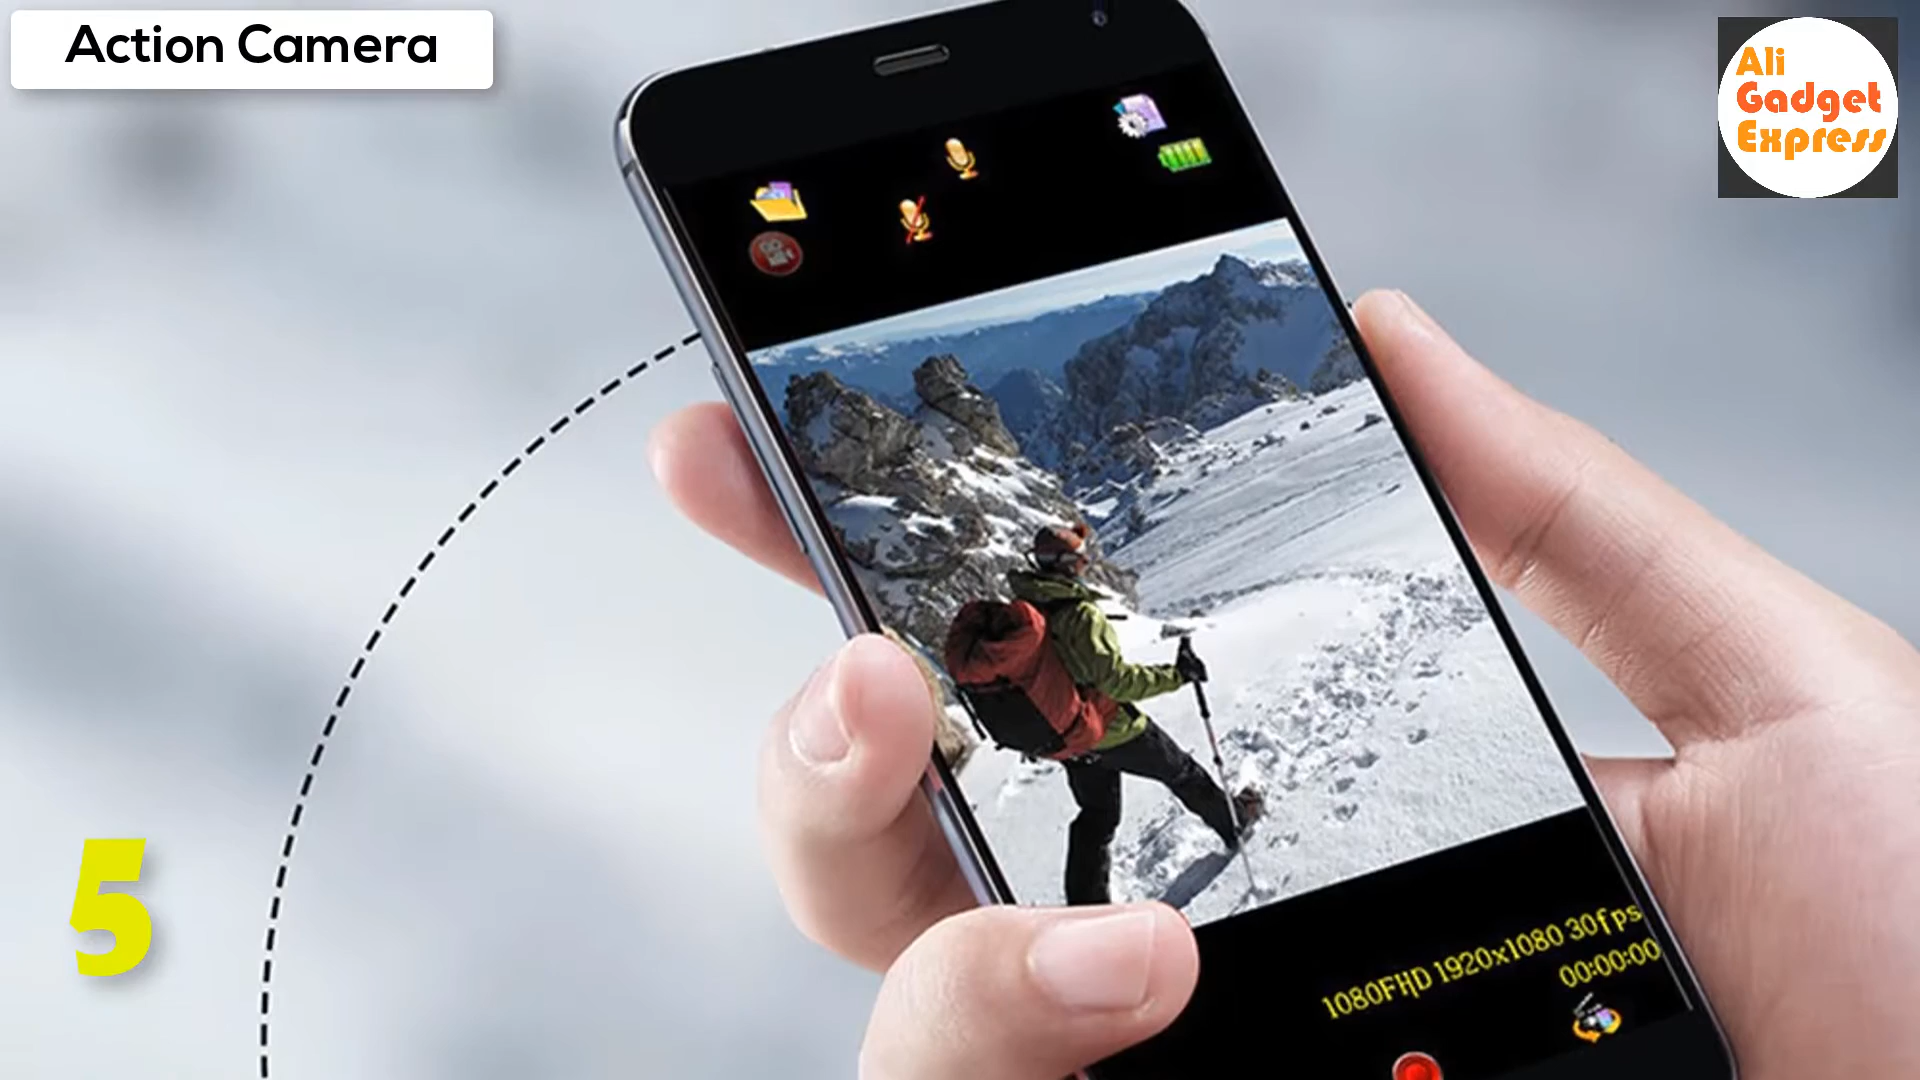 Action Camera
Ali
Gadget
Express
5
1080FHD 1920x1080 30fps
00:00:00